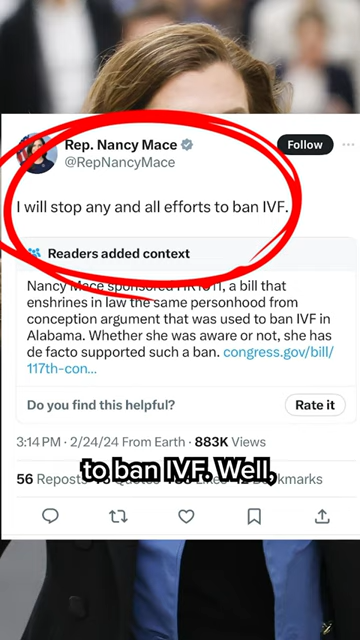 Rep. Nancy Mace
Follow
@RepNancyMace
I will stop any and all efforts to ban IVF.
Readers added context
Nancy Mace sponsored HR 1011, a bill that
enshrines in law the same personhood from
conception argument that was used to ban IVF in
Alabama. Whether she was aware or not, she has
de facto supported such a ban. congress.gov/bill/
117th-con...
Do you find this helpful?
Rate it
3:14 PM · 2/24/24 From Earth · 883K Views
to ban IVF. Well,
56 Reposts